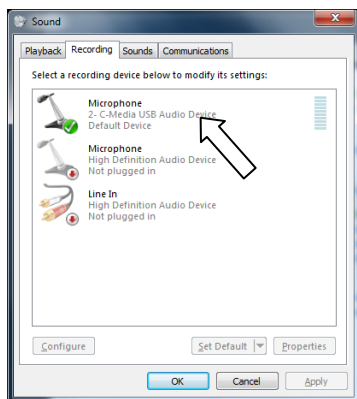 Sound
Playback Recording Sounds Communications
Select a recording device below to modify its settings:
Microphone
2- C-Media USB Audio Device
Default Device
Microphone
High Definition Audio Device
Not plugged in
Line In
High Definition Audio Device
Not plugged in
Configure Set Default Properties
OK Cancel Apply